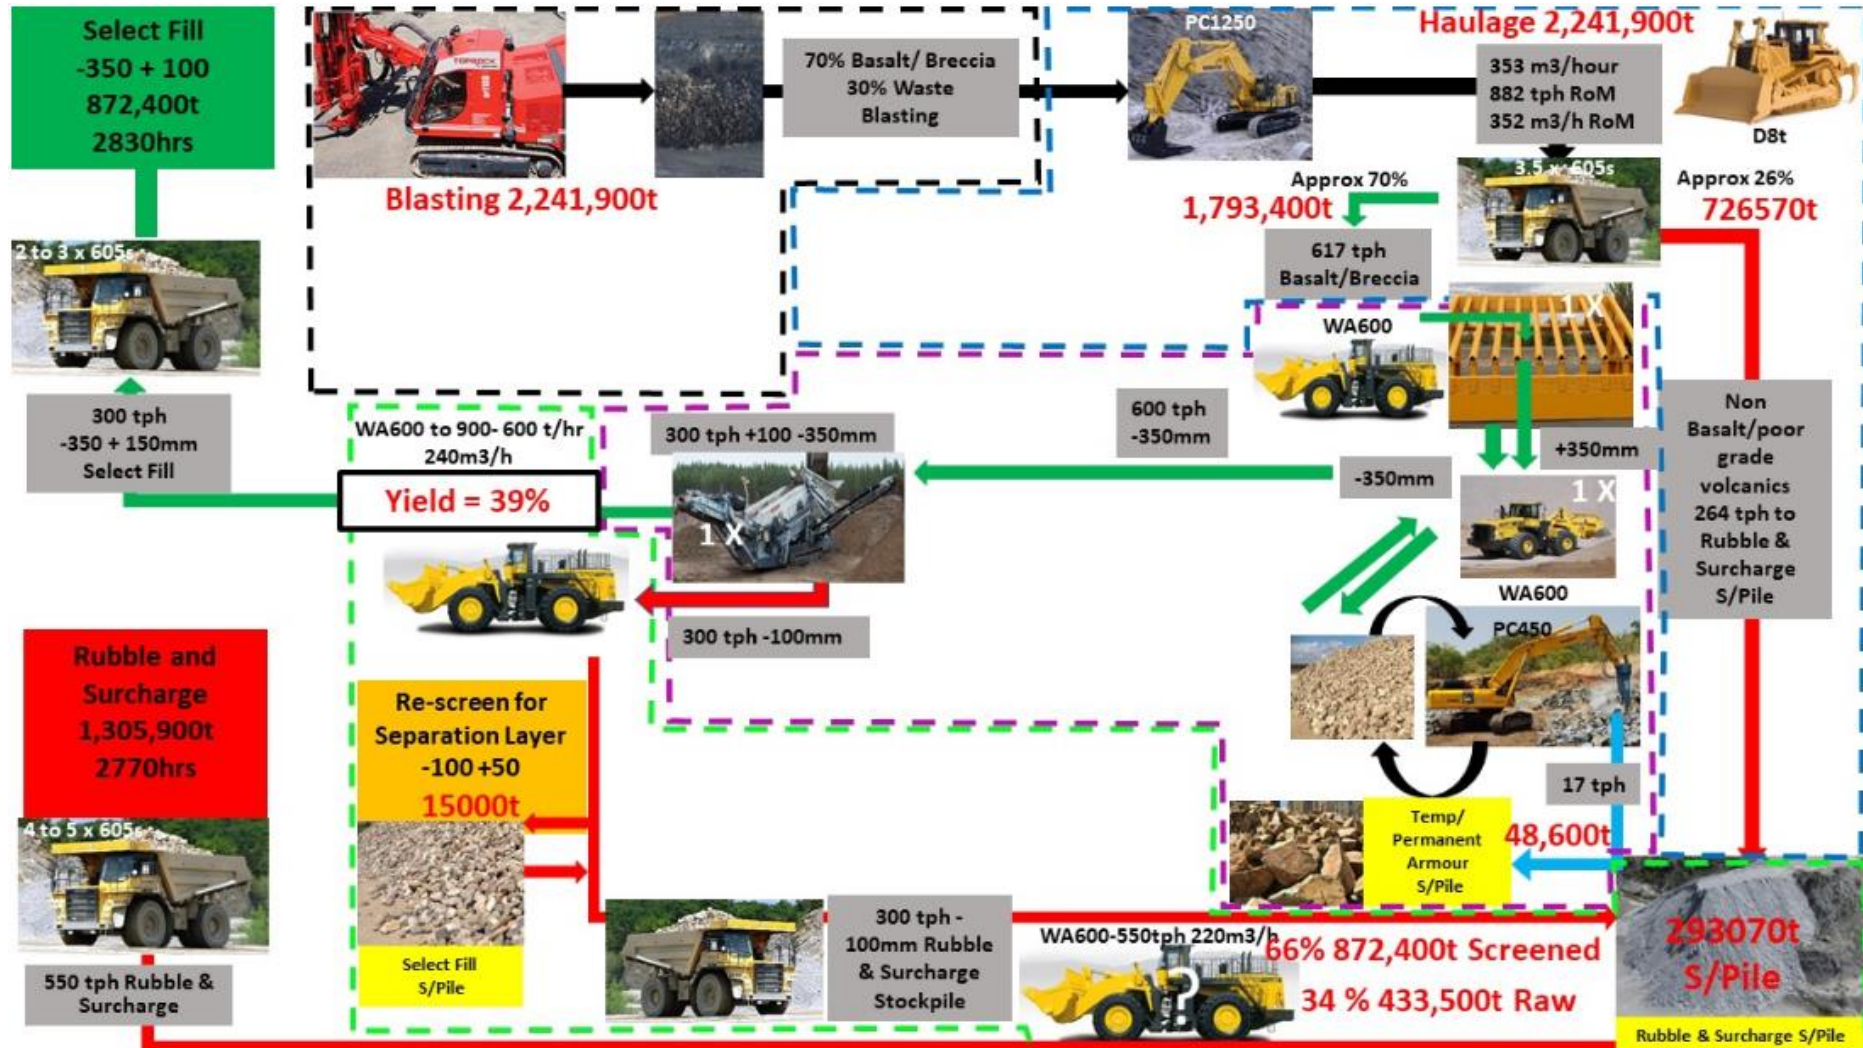 Select Fill
-350 + 100
872,400t
2830hrs
TOPROCK
70% Basalt/ Breccia
30% Waste
Blasting
Blasting 2,241,900t
PC1250
Haulage 2,241,900t
353 m3/hour
882 tph RoM
352 m3/h RoM
D8t
3.5 x 605s
Approx 70%
1,793,400t
Approx 26%
726570t
617 tph
Basalt/Breccia
2 to 3 x 605s
WA600
1 X
300 tph
-350 + 150mm
Select Fill
WA600 to 900- 600 t/hr
240m3/h
Yield = 39%
300 tph +100 -350mm
1 X
600 tph
-350mm
-350mm
+350mm
1 X
WA600
Non
Basalt/poor
grade
volcanics
264 tph to
Rubble &
Surcharge
S/Pile
300 tph -100mm
PC450
Rubble and
Surcharge
1,305,900t
2770hrs
Re-screen for
Separation Layer
-100 +50
15000t
17 tph
Temp/
Permanent
Armour
S/Pile
48,600t
4 to 5 x 605s
550 tph Rubble &
Surcharge
Select Fill
S/Pile
300 tph -
100mm Rubble
& Surcharge
Stockpile
WA600-550tph 220m3/h
?
66% 872,400t Screened
34 % 433,500t Raw
293070t
S/Pile
Rubble & Surcharge S/Pile